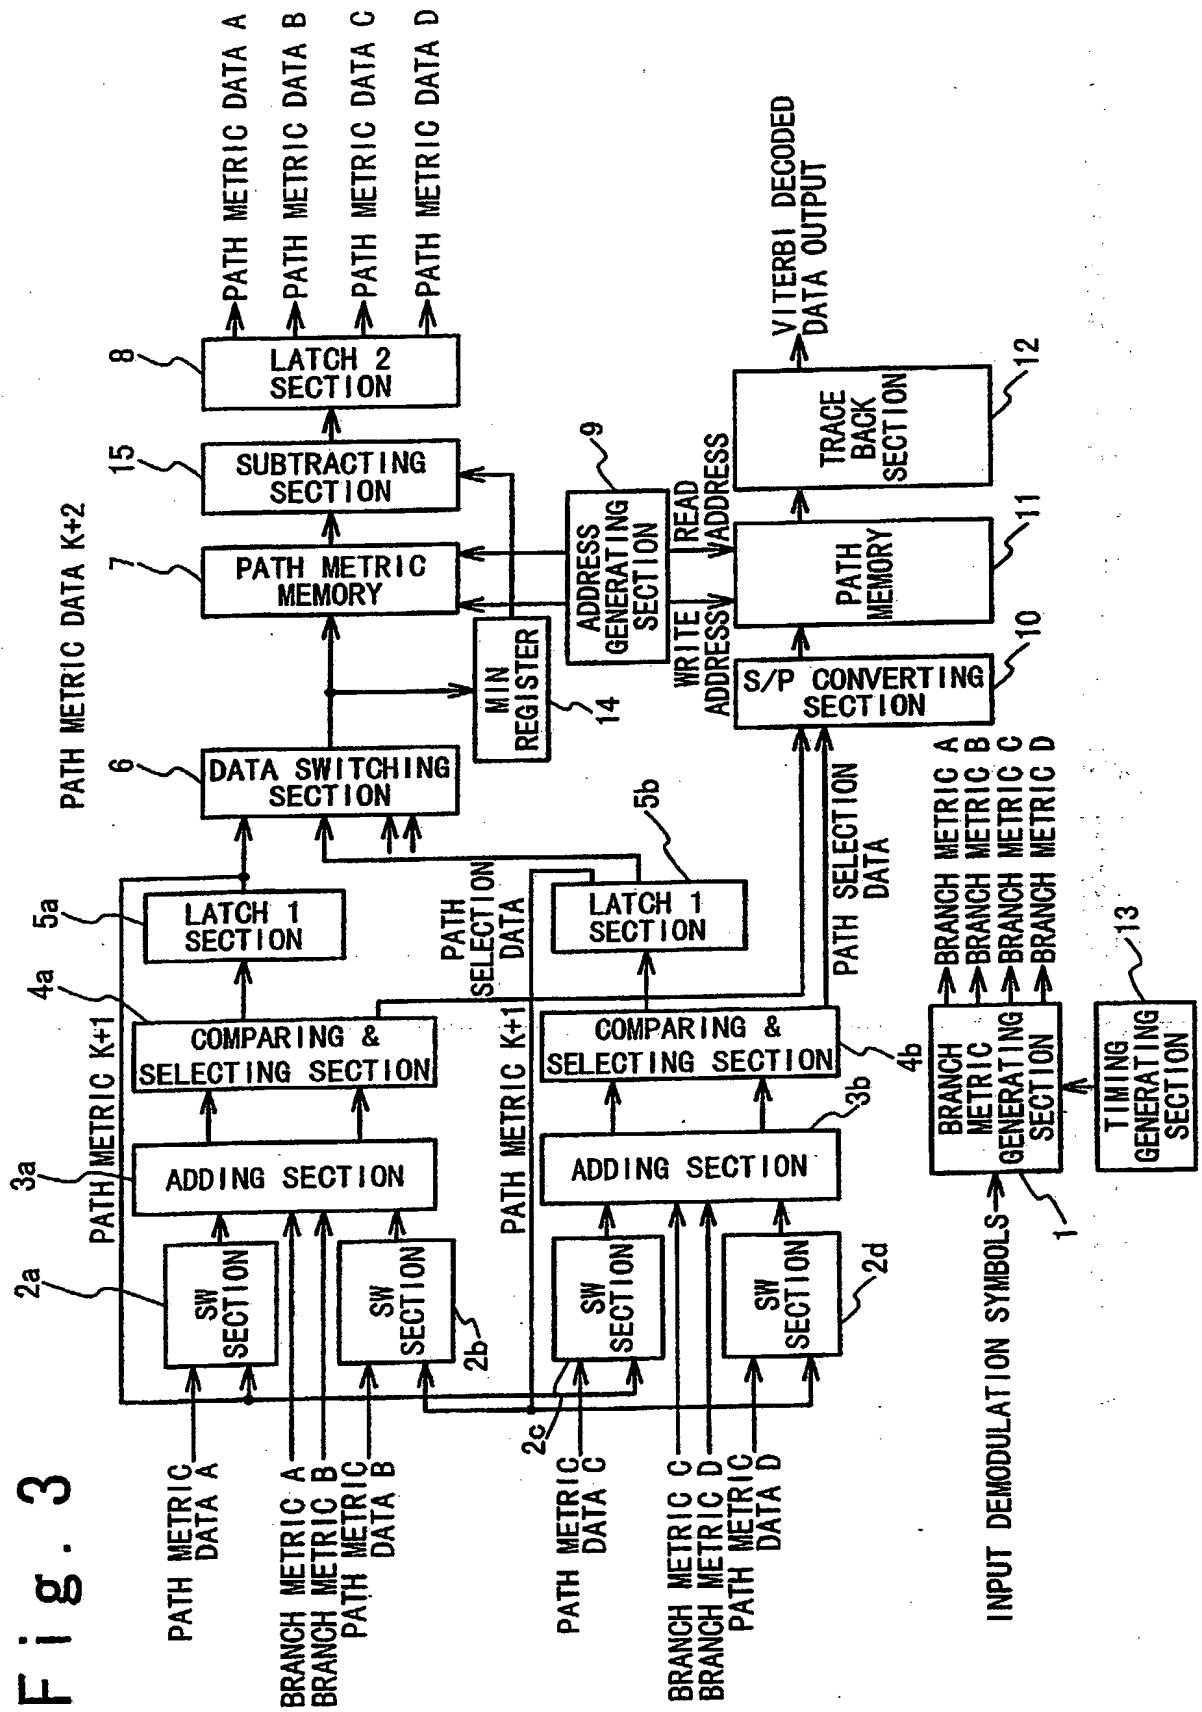 Fig. 3
PATH METRIC
DATA A
BRANCH METRIC A
BRANCH METRIC B
PATH METRIC
DATA B
2a
SW
SECTION
SW
SECTION
2b
3a
PATH METRIC K+1
ADDING SECTION
4a
COMPARING &
SELECTING SECTION
5a
LATCH 1
SECTION
PATH METRIC DATA K+2
6
DATA SWITCHING
SECTION
MIN
REGISTER
14
7
PATH METRIC
MEMORY
15
SUBTRACTING
SECTION
8
LATCH 2
SECTION
PATH METRIC DATA A
PATH METRIC DATA B
PATH METRIC DATA C
PATH METRIC DATA D
PATH METRIC
DATA C
BRANCH METRIC C
BRANCH METRIC D
PATH METRIC
DATA D
2c
SW
SECTION
SW
SECTION
2d
PATH METRIC K+1
ADDING SECTION
3b
COMPARING &
SELECTING SECTION
4b
PATH
SELECTION
DATA
LATCH 1
SECTION
5b
PATH SELECTION
DATA
9
ADDRESS
GENERATING
SECTION
WRITE
ADDRESS
READ
ADDRESS
S/P CONVERTING
SECTION
10
PATH
MEMORY
11
TRACE
BACK
SECTION
12
VITERBI DECODED
DATA OUTPUT
INPUT DEMODULATION SYMBOLS
1
BRANCH
METRIC
GENERATING
SECTION
BRANCH METRIC A
BRANCH METRIC B
BRANCH METRIC C
BRANCH METRIC D
TIMING
GENERATING
SECTION
13